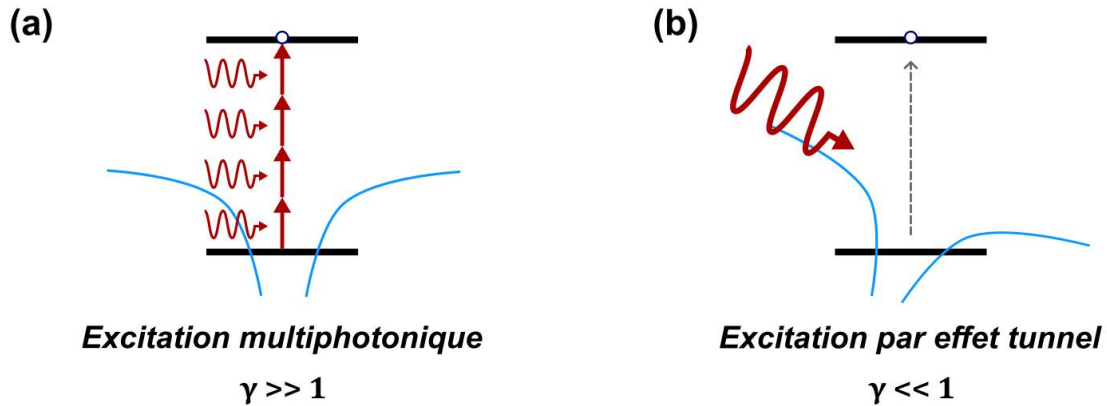 (a)
(b)
Excitation multiphotonique
γ >> 1
Excitation par effet tunnel
γ << 1